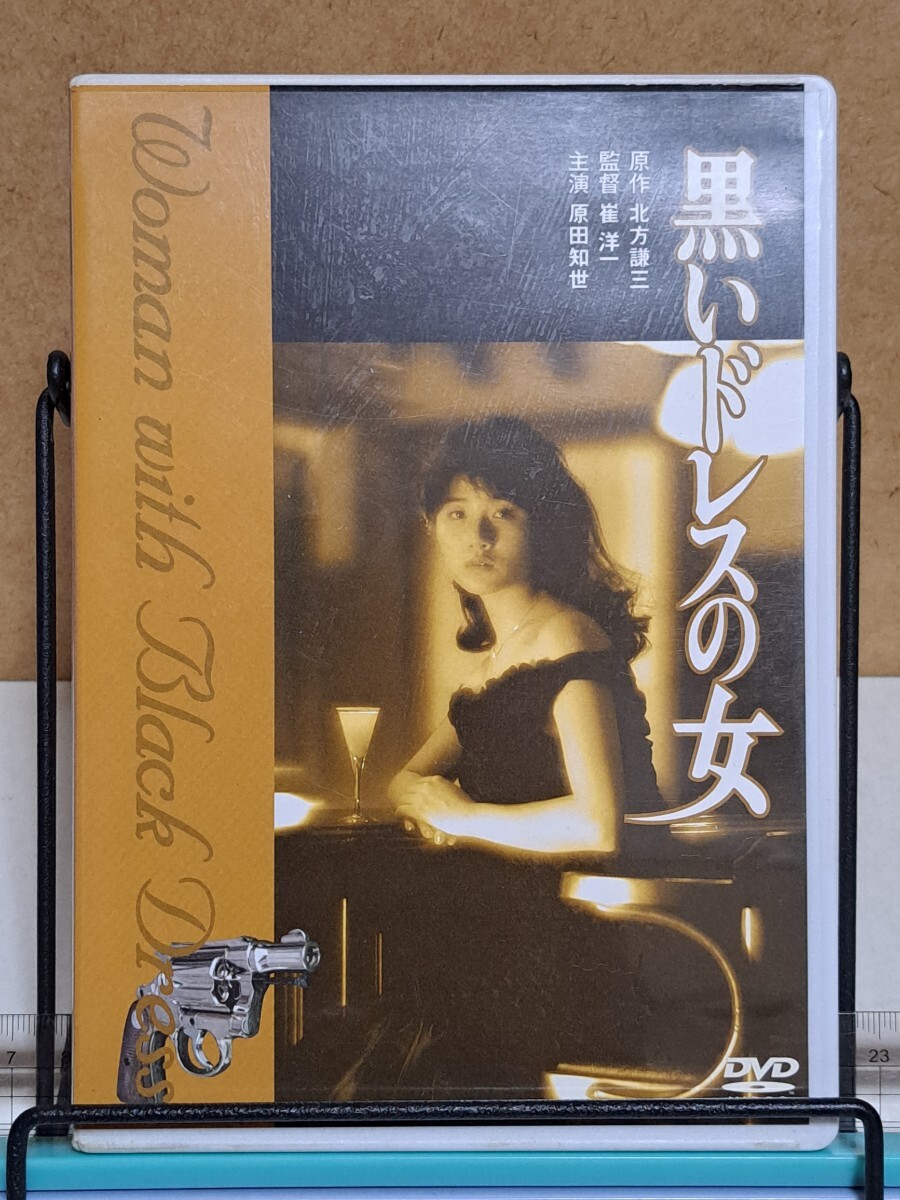 黒いドレスの女
原作 北方謙三
監督 崔 洋一
主演 原田知世
Woman with Black Dress
DVD
7
23